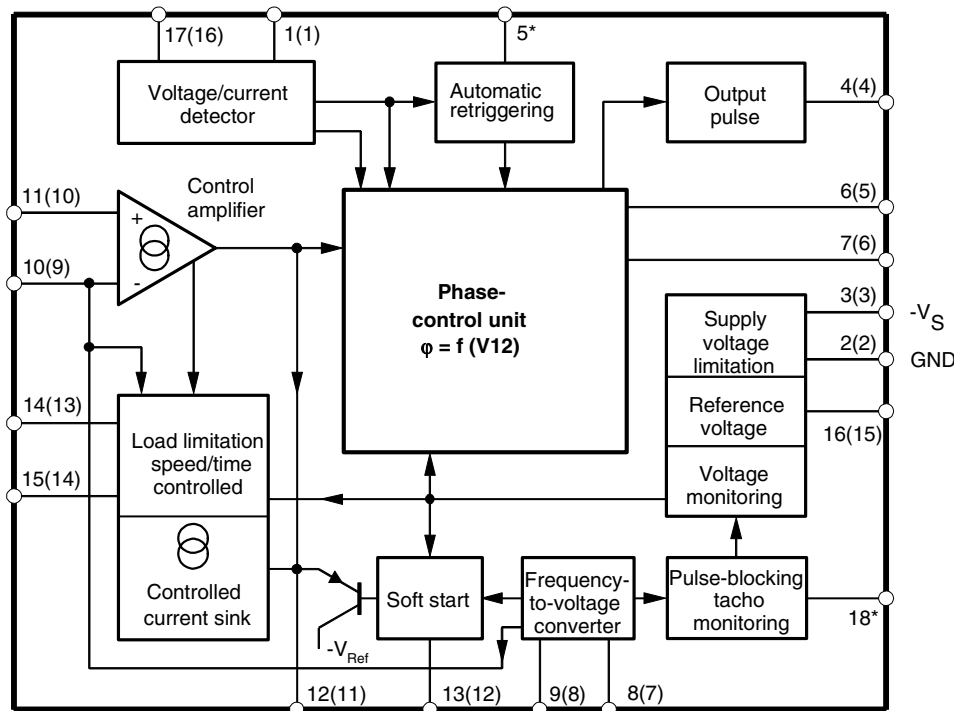 17(16)
1(1)
5*
Voltage/current
detector
Automatic
retriggering
Output
pulse
4(4)
11(10)
Control
amplifier
+
-
10(9)
6(5)
7(6)
Phase-
control unit
φ = f (V12)
3(3)
-VS
Supply
voltage
limitation
2(2)
GND
Reference
voltage
16(15)
Voltage
monitoring
14(13)
15(14)
Load limitation
speed/time
controlled
Controlled
current sink
-VRef
Soft start
Frequency-
to-voltage
converter
Pulse-blocking
tacho
monitoring
18*
12(11)
13(12)
9(8)
8(7)